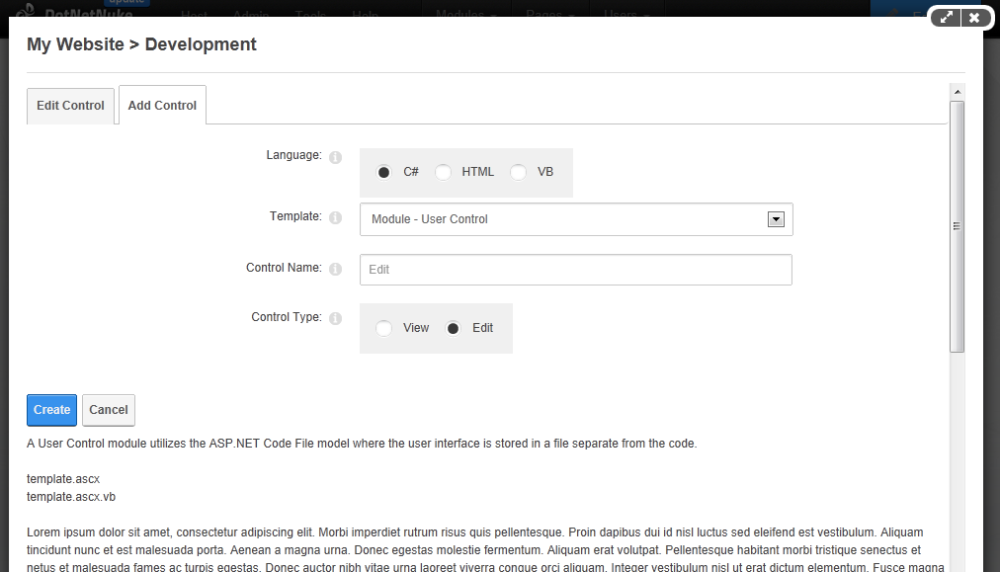 update
DotNetNuke Host Admin Tools Help Modules Pages Users
My Website > Development
Edit Control Add Control
Language: C# HTML VB
Template: Module - User Control
Control Name: Edit
Control Type: View Edit
Create Cancel
A User Control module utilizes the ASP.NET Code File model where the user interface is stored in a file separate from the code.
template.ascx
template.ascx.vb
Lorem ipsum dolor sit amet, consectetur adipiscing elit. Morbi imperdiet rutrum risus quis pellentesque. Proin dapibus dui id nisl luctus sed eleifend est vestibulum. Aliquam
tincidunt nunc et est malesuada porta. Aenean a magna urna. Donec egestas molestie fermentum. Aliquam erat volutpat. Pellentesque habitant morbi tristique senectus et
netus et malesuada fames ac turpis egestas. Donec auctor nibh vitae urna laoreet viverra congue orci aliquam. Integer vestibulum nisl ut erat dictum elementum. Fusce magna